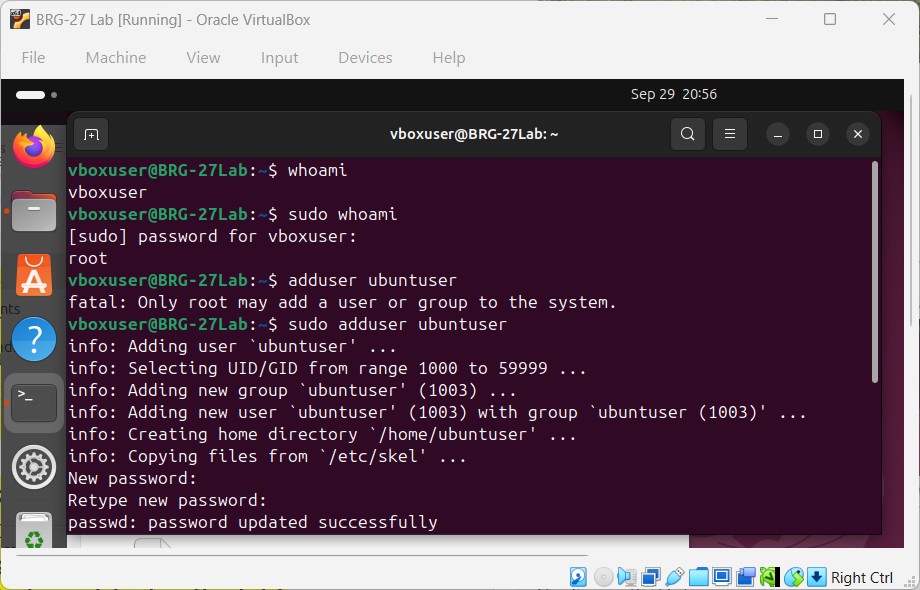 BRG-27 Lab [Running] - Oracle VirtualBox
File Machine View Input Devices Help
Sep 29 20:56
vboxuser@BRG-27Lab: ~
vboxuser@BRG-27Lab:~$ whoami
vboxuser
vboxuser@BRG-27Lab:~$ sudo whoami
[sudo] password for vboxuser:
root
vboxuser@BRG-27Lab:~$ adduser ubuntuser
fatal: Only root may add a user or group to the system.
vboxuser@BRG-27Lab:~$ sudo adduser ubuntuser
info: Adding user `ubuntuser' ...
info: Selecting UID/GID from range 1000 to 59999 ...
info: Adding new group `ubuntuser' (1003) ...
info: Adding new user `ubuntuser' (1003) with group `ubuntuser (1003)' ...
info: Creating home directory `/home/ubuntuser' ...
info: Copying files from `/etc/skel' ...
New password:
Retype new password:
passwd: password updated successfully
Right Ctrl